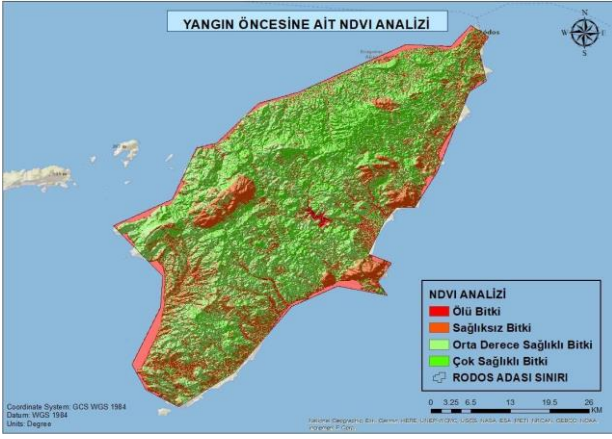 YANGIN ÖNCESİNE AİT NDVI ANALİZİ
N
W
E
S
NDVI ANALİZİ
Ölü Bitki
Sağlıksız Bitki
Orta Derece Sağlıklı Bitki
Çok Sağlıklı Bitki
RODOS ADASI SINIRI
Coordinate System: GCS WGS 1984
Datum: WGS 1984
Units: Degree
0 3.25 6.5 13 19.5 26
KM